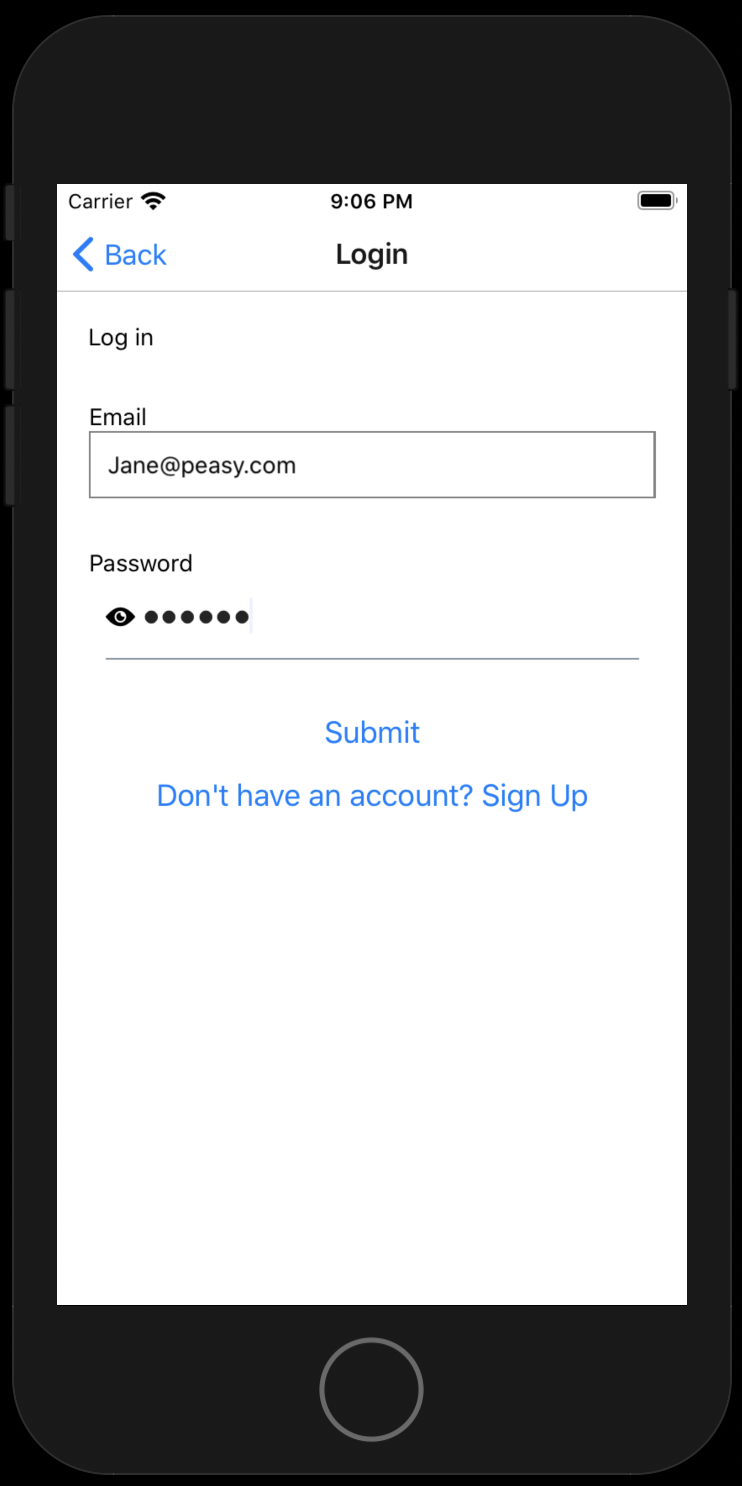 Carrier 9:06 PM
Back Login
Log in
Email
Jane@peasy.com
Password
••••••
Submit
Don't have an account? Sign Up